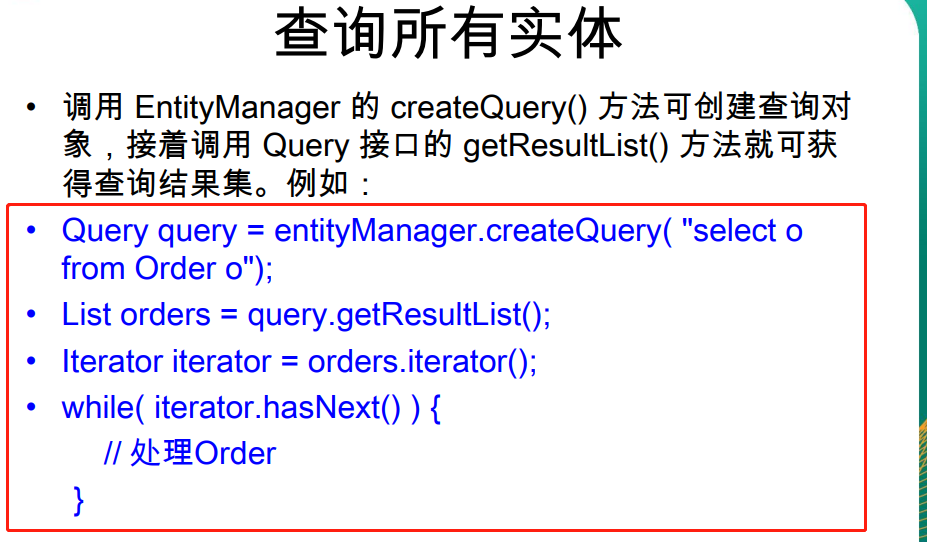 查询所有实体
• 调用 EntityManager 的 createQuery() 方法可创建查询对
象，接着调用 Query 接口的 getResultList() 方法就可获
得查询结果集。例如：
• Query query = entityManager.createQuery( "select o
from Order o");
• List orders = query.getResultList();
• Iterator iterator = orders.iterator();
• while( iterator.hasNext() ) {
// 处理Order
}